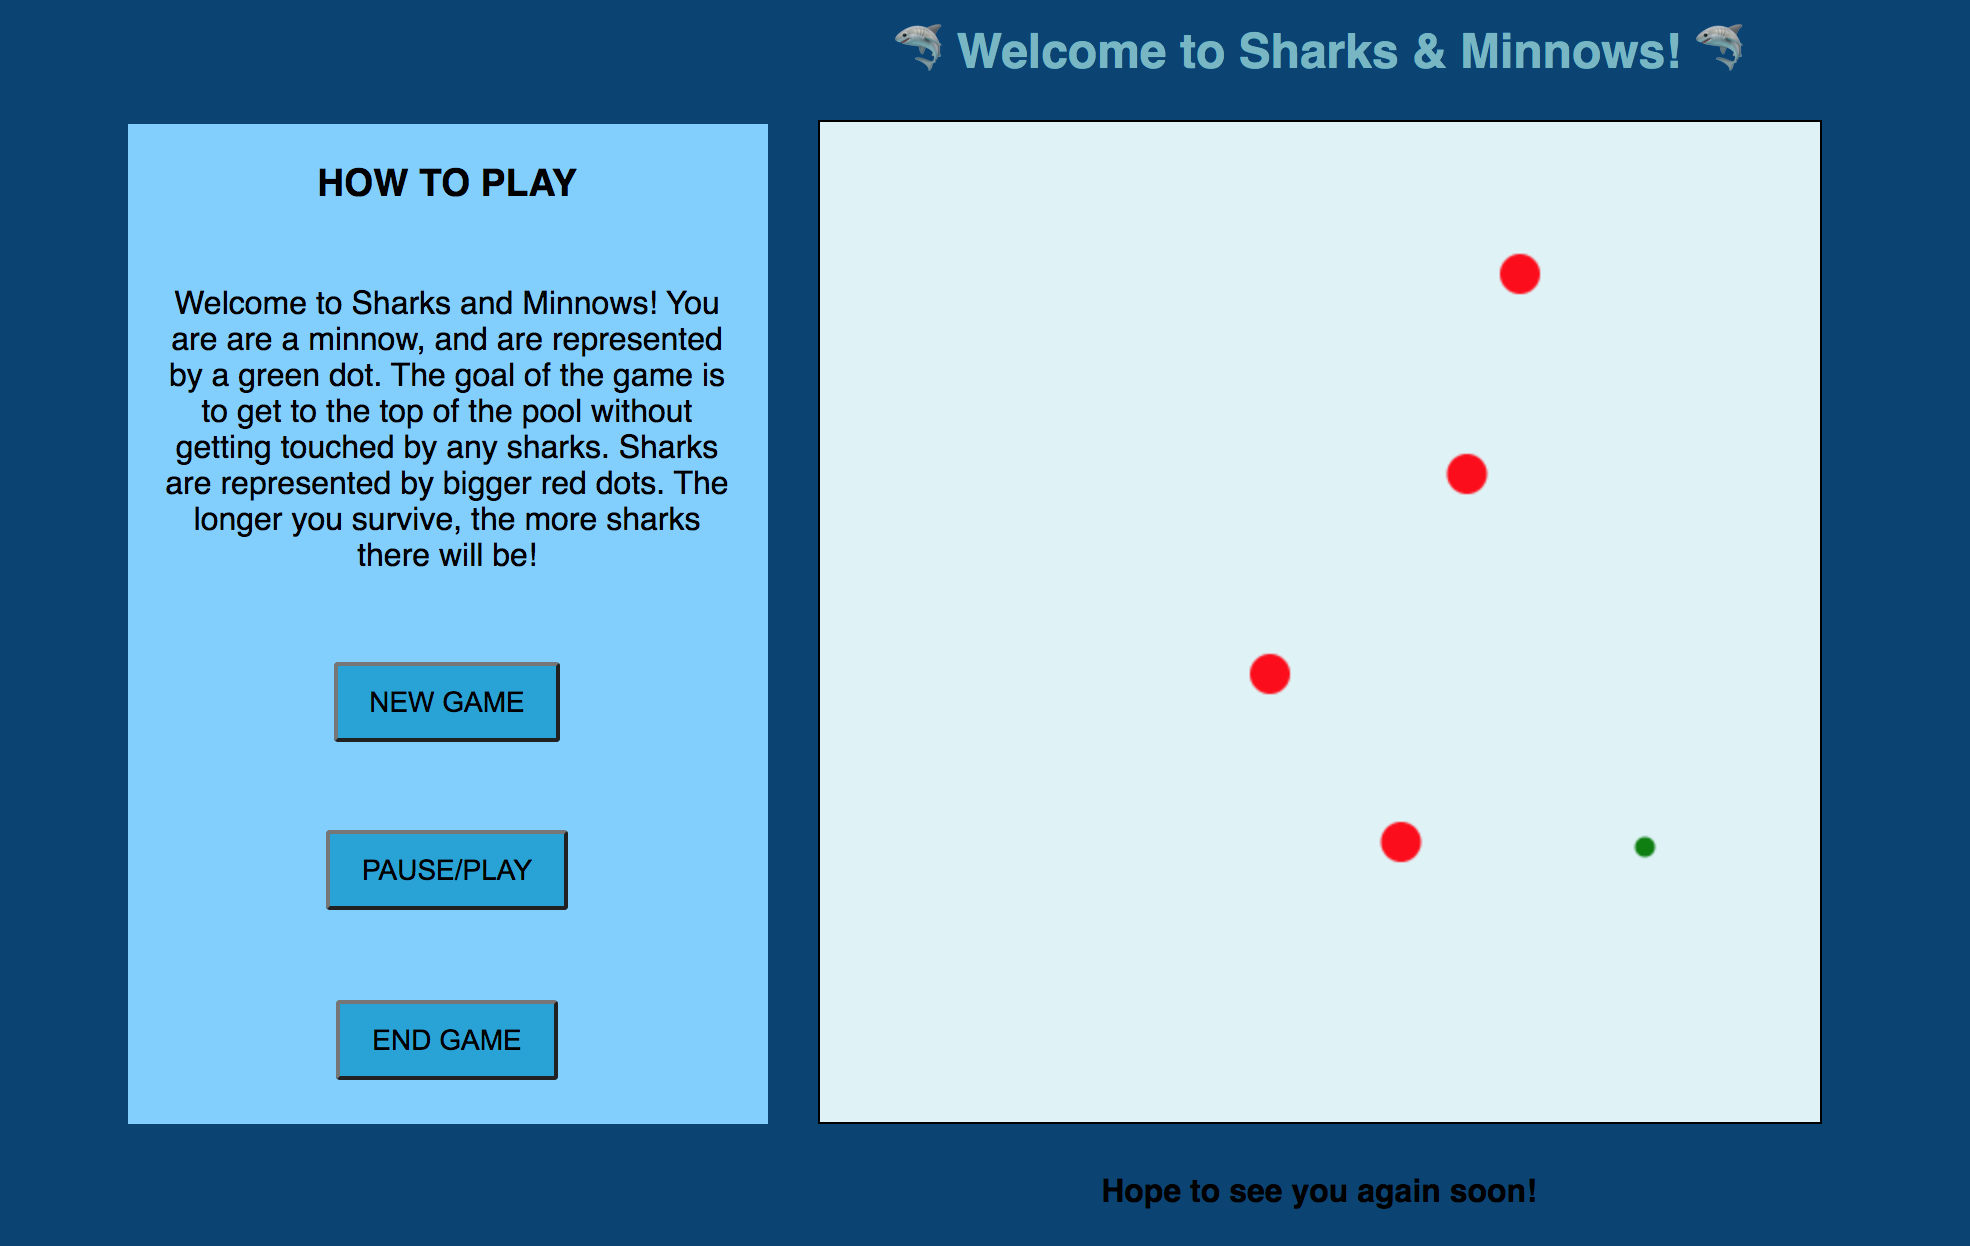 Welcome to Sharks & Minnows!
HOW TO PLAY
Welcome to Sharks and Minnows! You
are are a minnow, and are represented
by a green dot. The goal of the game is
to get to the top of the pool without
getting touched by any sharks. Sharks
are represented by bigger red dots. The
longer you survive, the more sharks
there will be!
NEW GAME
PAUSE/PLAY
END GAME
Hope to see you again soon!